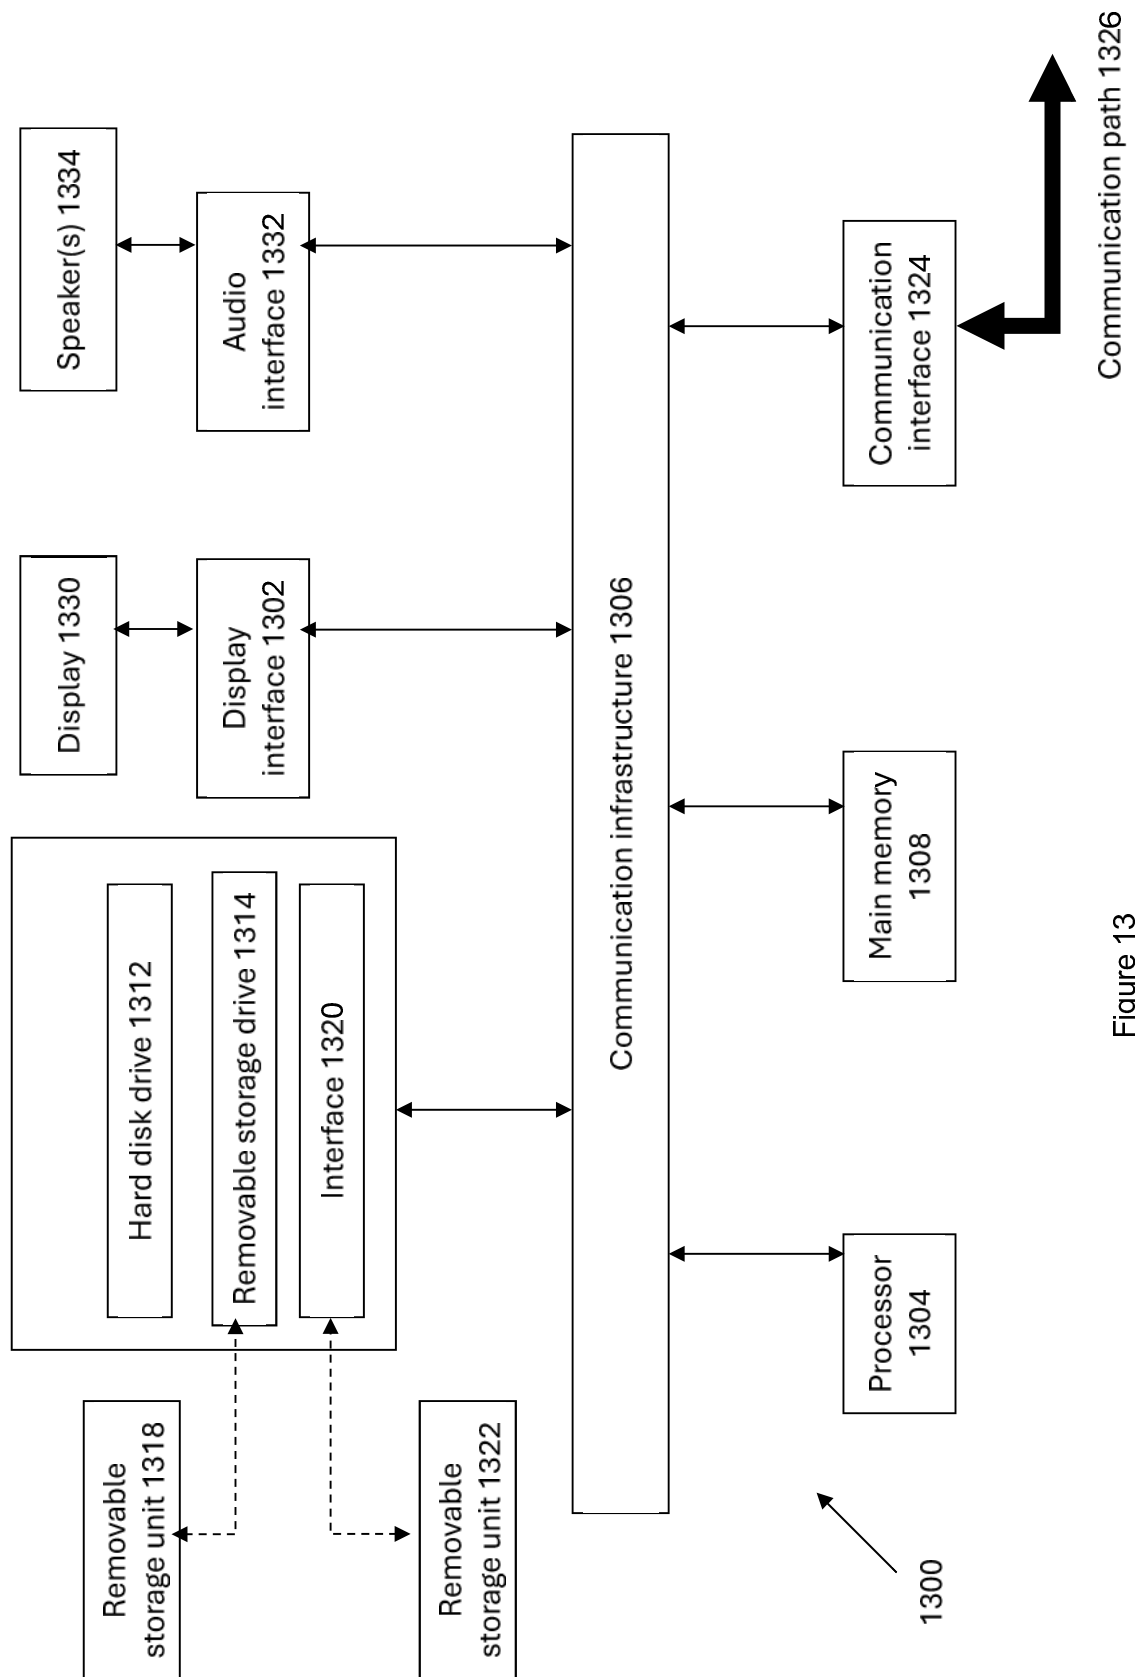 Removable
storage unit 1318
Hard disk drive 1312
Display 1330
Speaker(s) 1334
Removable storage drive 1314
Display
interface 1302
Audio
interface 1332
Interface 1320
Removable
storage unit 1322
Communication infrastructure 1306
Processor
1304
Main memory
1308
Communication
interface 1324
1300
Communication path 1326
Figure 13